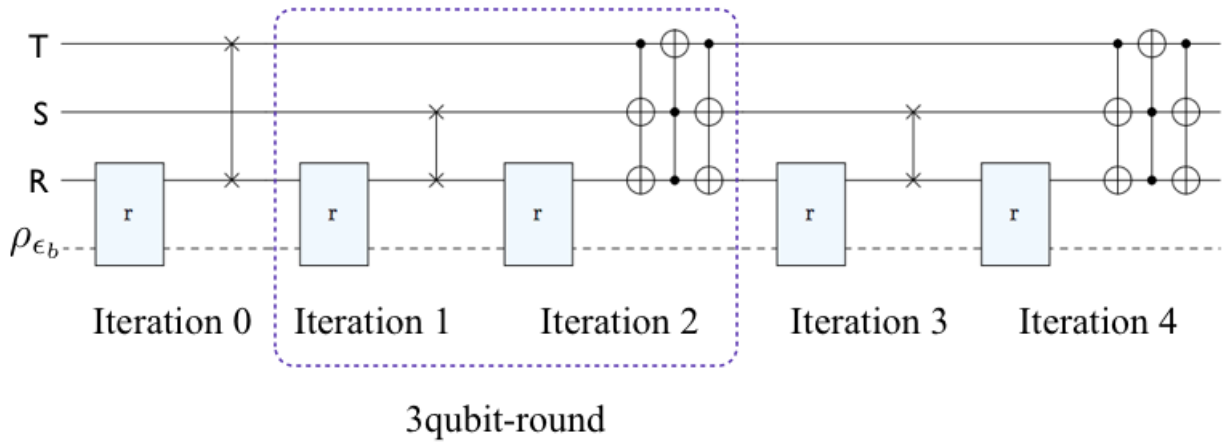 T
S
R
ρ_{ϵ_b}
r
r
r
r
r
Iteration 0
Iteration 1
Iteration 2
Iteration 3
Iteration 4
3qubit-round